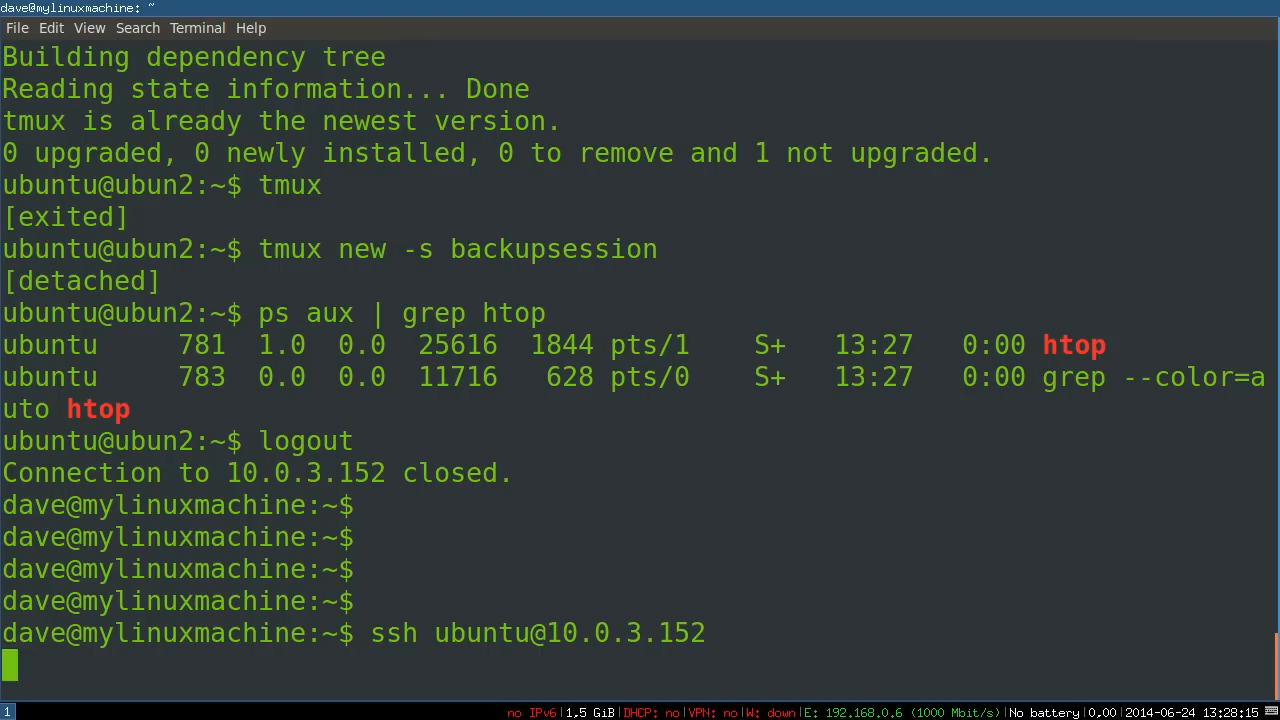 dave@mylinuxmachine: ~
File Edit View Search Terminal Help
Building dependency tree
Reading state information... Done
tmux is already the newest version.
0 upgraded, 0 newly installed, 0 to remove and 1 not upgraded.
ubuntu@ubun2:~$ tmux
[exited]
ubuntu@ubun2:~$ tmux new -s backupsession
[detached]
ubuntu@ubun2:~$ ps aux | grep htop
ubuntu     781  1.0  0.0  25616  1844 pts/1    S+   13:27   0:00 htop
ubuntu     783  0.0  0.0  11716   628 pts/0    S+   13:27   0:00 grep --color=a
uto htop
ubuntu@ubun2:~$ logout
Connection to 10.0.3.152 closed.
dave@mylinuxmachine:~$
dave@mylinuxmachine:~$
dave@mylinuxmachine:~$
dave@mylinuxmachine:~$
dave@mylinuxmachine:~$ ssh ubuntu@10.0.3.152
1 no IPv6|1,5 GiB|DHCP: no|VPN: no|W: down|E: 192.168.0.6 (1000 Mbit/s)|No battery|0.00|2014-06-24 13:28:15